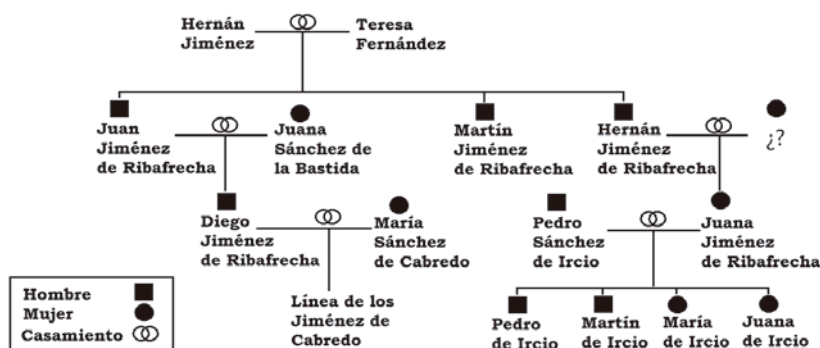 Hernán
Jiménez
Teresa
Fernández
Juan
Jiménez
de Ribafrecha
Juana
Sánchez de
la Bastida
Martín
Jiménez
de Ribafrecha
Hernán
Jiménez
de Ribafrecha
¿?
Diego
Jiménez
de Ribafrecha
María
Sánchez
de Cabredo
Pedro
Sánchez
de Ircio
Juana
Jiménez
de Ribafrecha
Línea de los
Jiménez de
Cabredo
Pedro
de Ircio
Martín
de Ircio
María
de Ircio
Juana
de Ircio
Hombre
Mujer
Casamiento